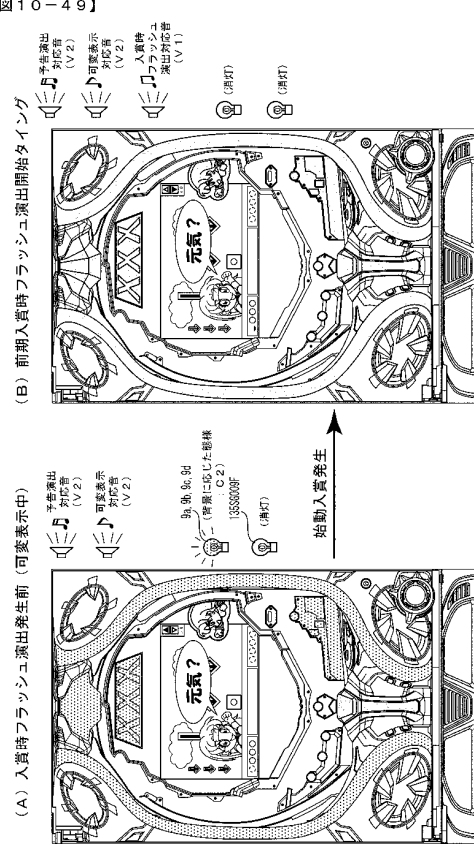 【図１０－４９】
（Ａ）入賞時フラッシュ演出発生前（可変表示中）
予告演出
対応音
（Ｖ２）
可変表示
対応音
（Ｖ２）
9a, 9b, 9c, 9d
（背景に応じた態様
：Ｃ２）
135SG009F
（消灯）
元気？
始動入賞発生
（Ｂ）前期入賞時フラッシュ演出開始タイミング
予告演出
対応音
（Ｖ２）
可変表示
対応音
（Ｖ２）
入賞時
フラッシュ
演出対応音
（Ｖ１）
（消灯）
（消灯）
元気？